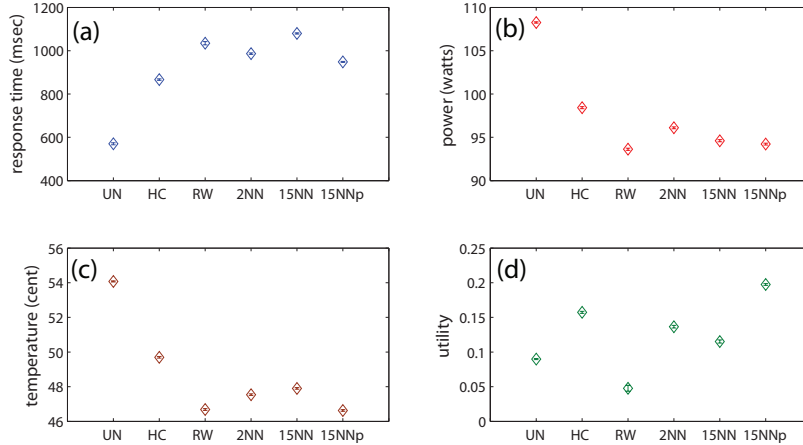 (a)
response time (msec)
1200
1000
800
600
400
UN HC RW 2NN 15NN 15NNp
(b)
power (watts)
110
105
100
95
90
UN HC RW 2NN 15NN 15NNp
(c)
temperature (cent)
56
54
52
50
48
46
UN HC RW 2NN 15NN 15NNp
(d)
utility
0.25
0.2
0.15
0.1
0.05
0
UN HC RW 2NN 15NN 15NNp